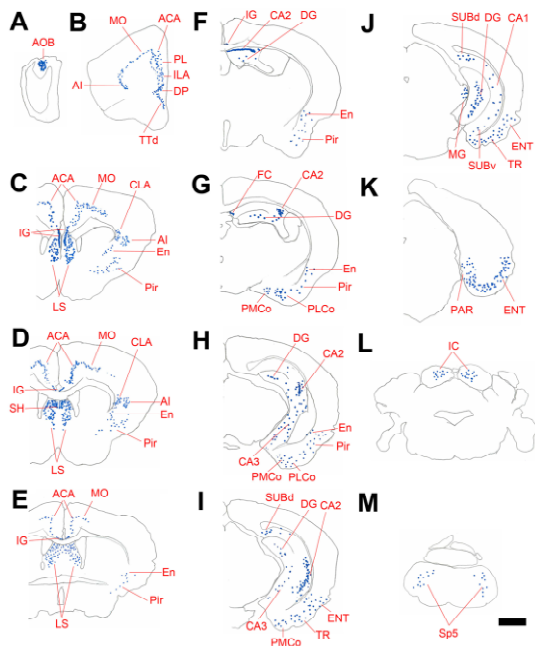 A
AOB
B
MO
ACA
PL
ILA
DP
AI
TTd
C
ACA
MO
CLA
IG
AI
En
Pir
LS
D
ACA
MO
CLA
IG
SH
AI
En
Pir
LS
E
ACA
MO
IG
En
Pir
LS
F
IG
CA2
DG
En
Pir
G
FC
CA2
DG
En
Pir
PMCo
PLCo
H
DG
CA2
En
Pir
CA3
PMCo
PLCo
I
SUBd
DG
CA2
CA3
ENT
TR
PMCo
J
SUBd
DG
CA1
ENT
MG
TR
SUBv
K
PAR
ENT
L
IC
M
Sp5